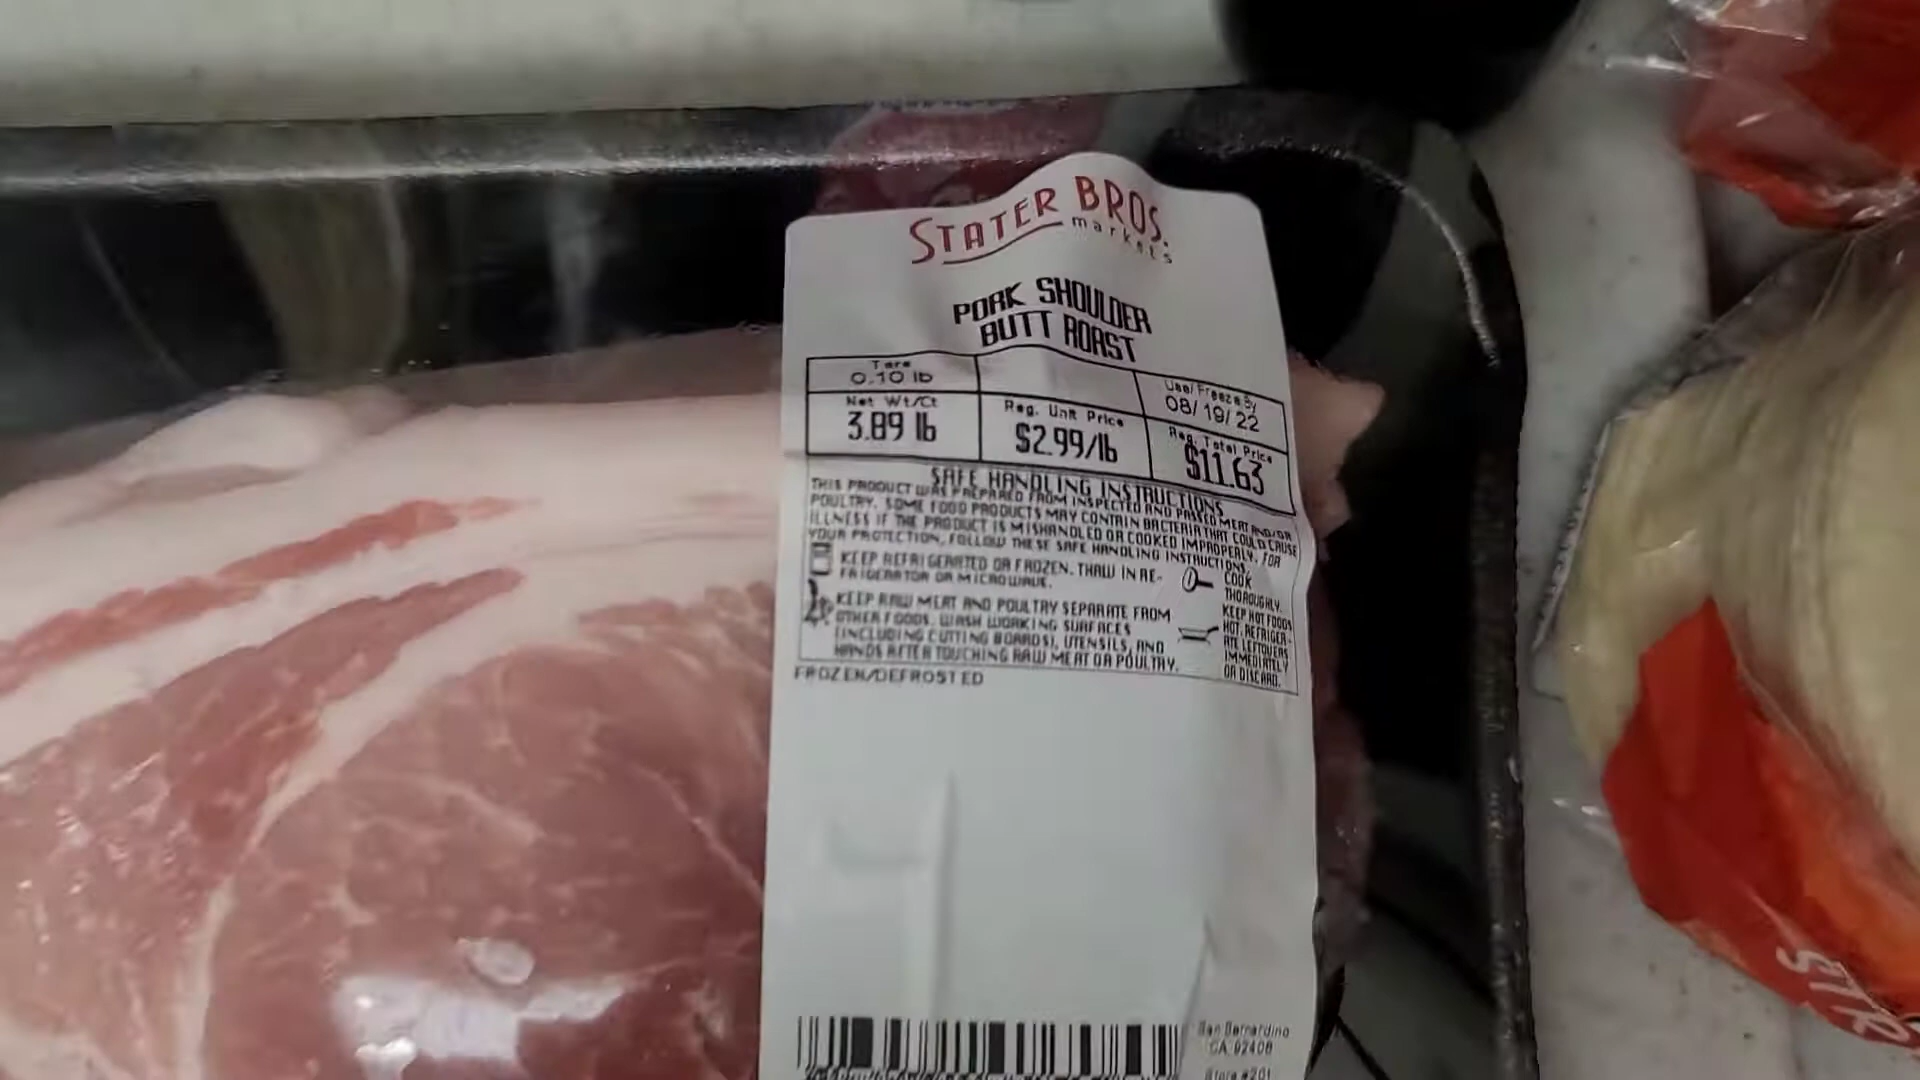 STATER BROS.
markets
PORK SHOULDER
BUTT ROAST
Tare
0.10 lb
Use/Freeze By
08/19/22
Net Wt/Ct
3.89 lb
Reg. Unit Price
$2.99/lb
Reg. Total Price
$11.63
SAFE HANDLING INSTRUCTIONS
THIS PRODUCT WAS PREPARED FROM INSPECTED AND PASSED MEAT AND/OR
POULTRY. SOME FOOD PRODUCTS MAY CONTAIN BACTERIA THAT COULD CAUSE
ILLNESS IF THE PRODUCT IS MISHANDLED OR COOKED IMPROPERLY. FOR
YOUR PROTECTION, FOLLOW THESE SAFE HANDLING INSTRUCTIONS.
KEEP REFRIGERATED OR FROZEN. THAW IN RE-
FRIGERATOR OR MICROWAVE.
KEEP RAW MEAT AND POULTRY SEPARATE FROM
OTHER FOODS. WASH WORKING SURFACES
(INCLUDING CUTTING BOARDS), UTENSILS, AND
HANDS AFTER TOUCHING RAW MEAT OR POULTRY.
COOK
THOROUGHLY.
KEEP HOT FOODS
HOT. REFRIGER-
ATE LEFTOVERS
IMMEDIATELY
OR DISCARD.
FROZEN/DEFROSTED
San Bernardino
CA 92408
Store #201
STR